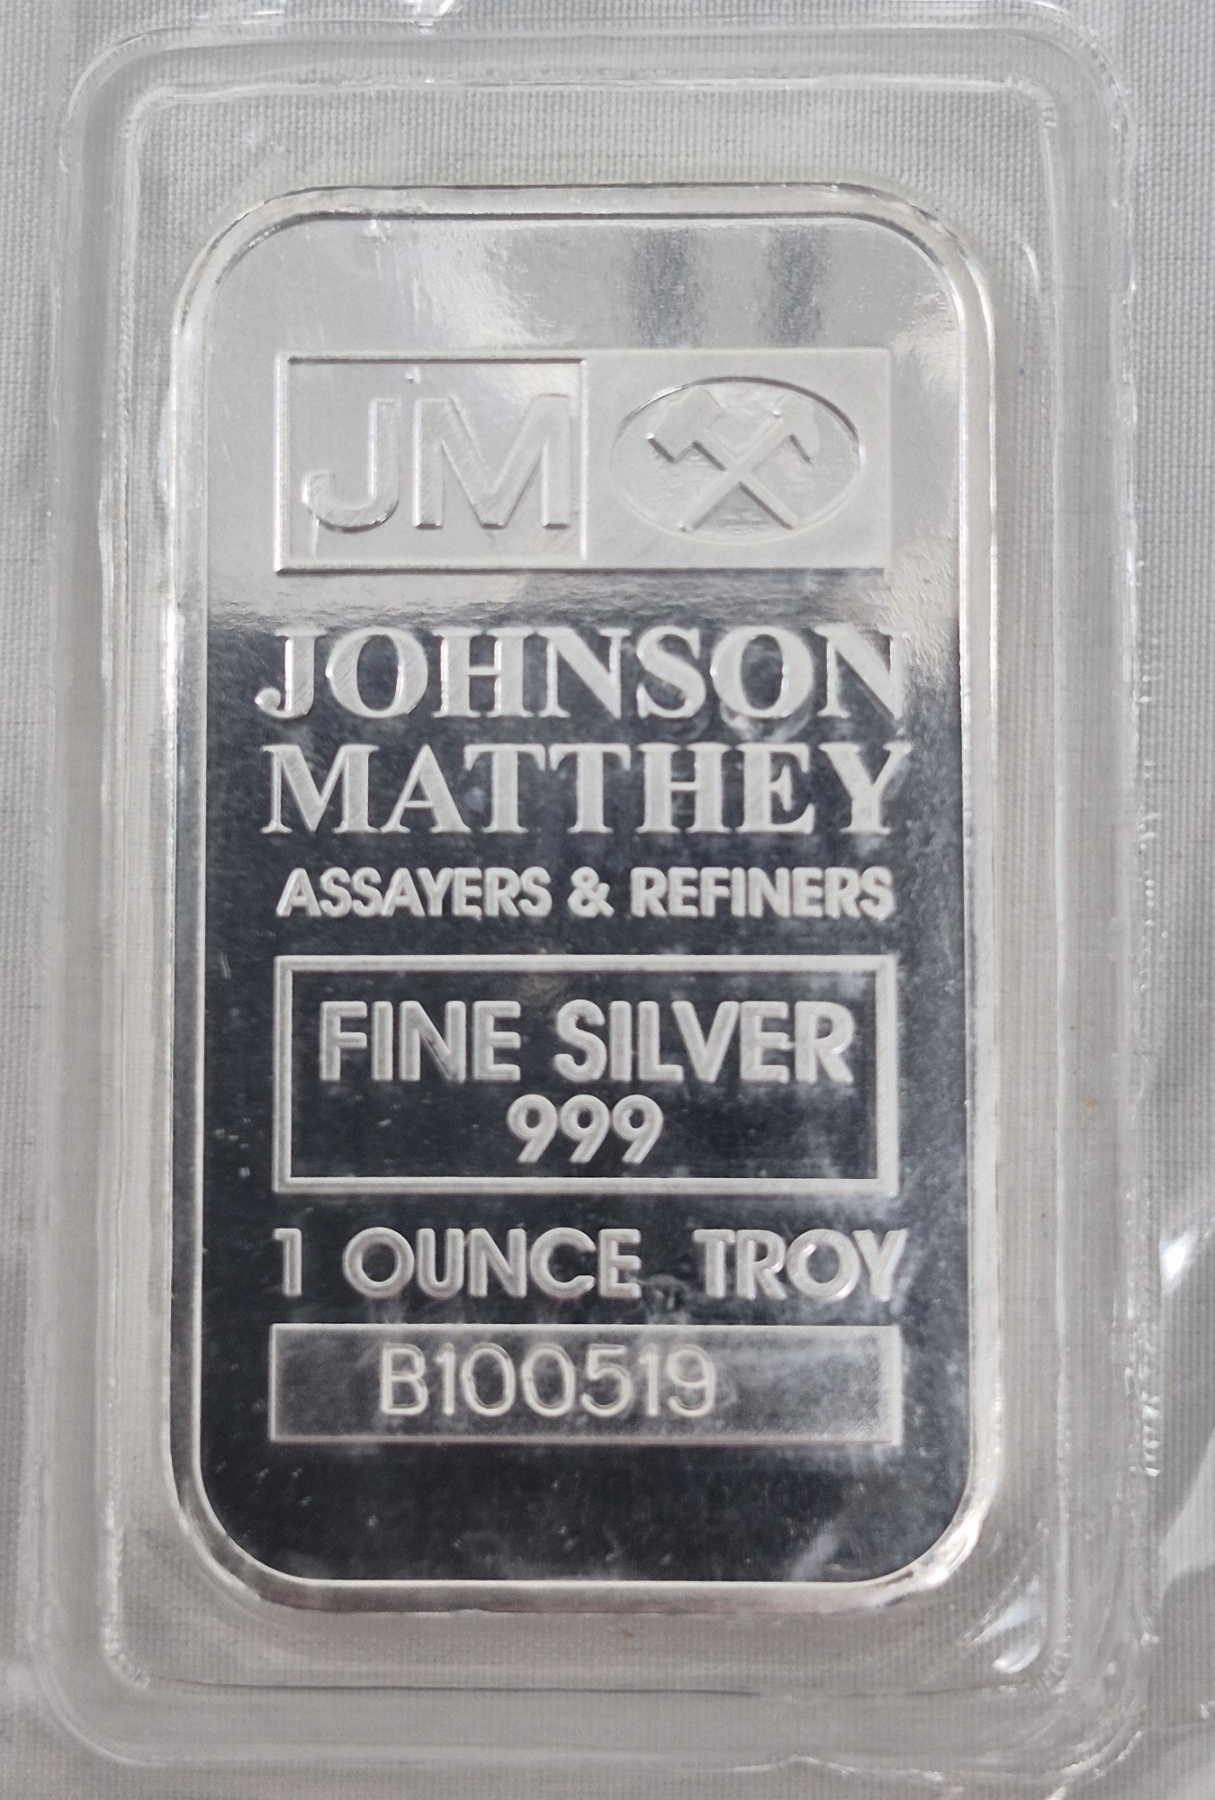 JM
JOHNSON
MATTHEY
ASSAYERS & REFINERS
FINE SILVER
999
1 OUNCE TROY
B100519